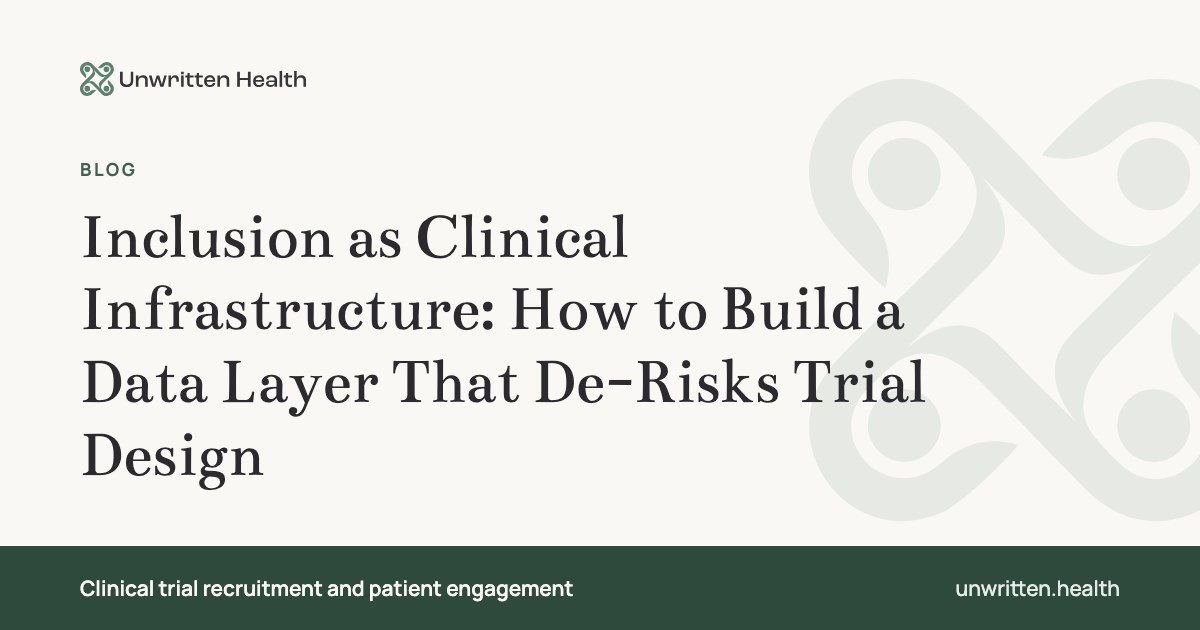 Unwritten Health
BLOG
Inclusion as Clinical
Infrastructure: How to Build a
Data Layer That De-Risks Trial
Design
Clinical trial recruitment and patient engagement
unwritten.health